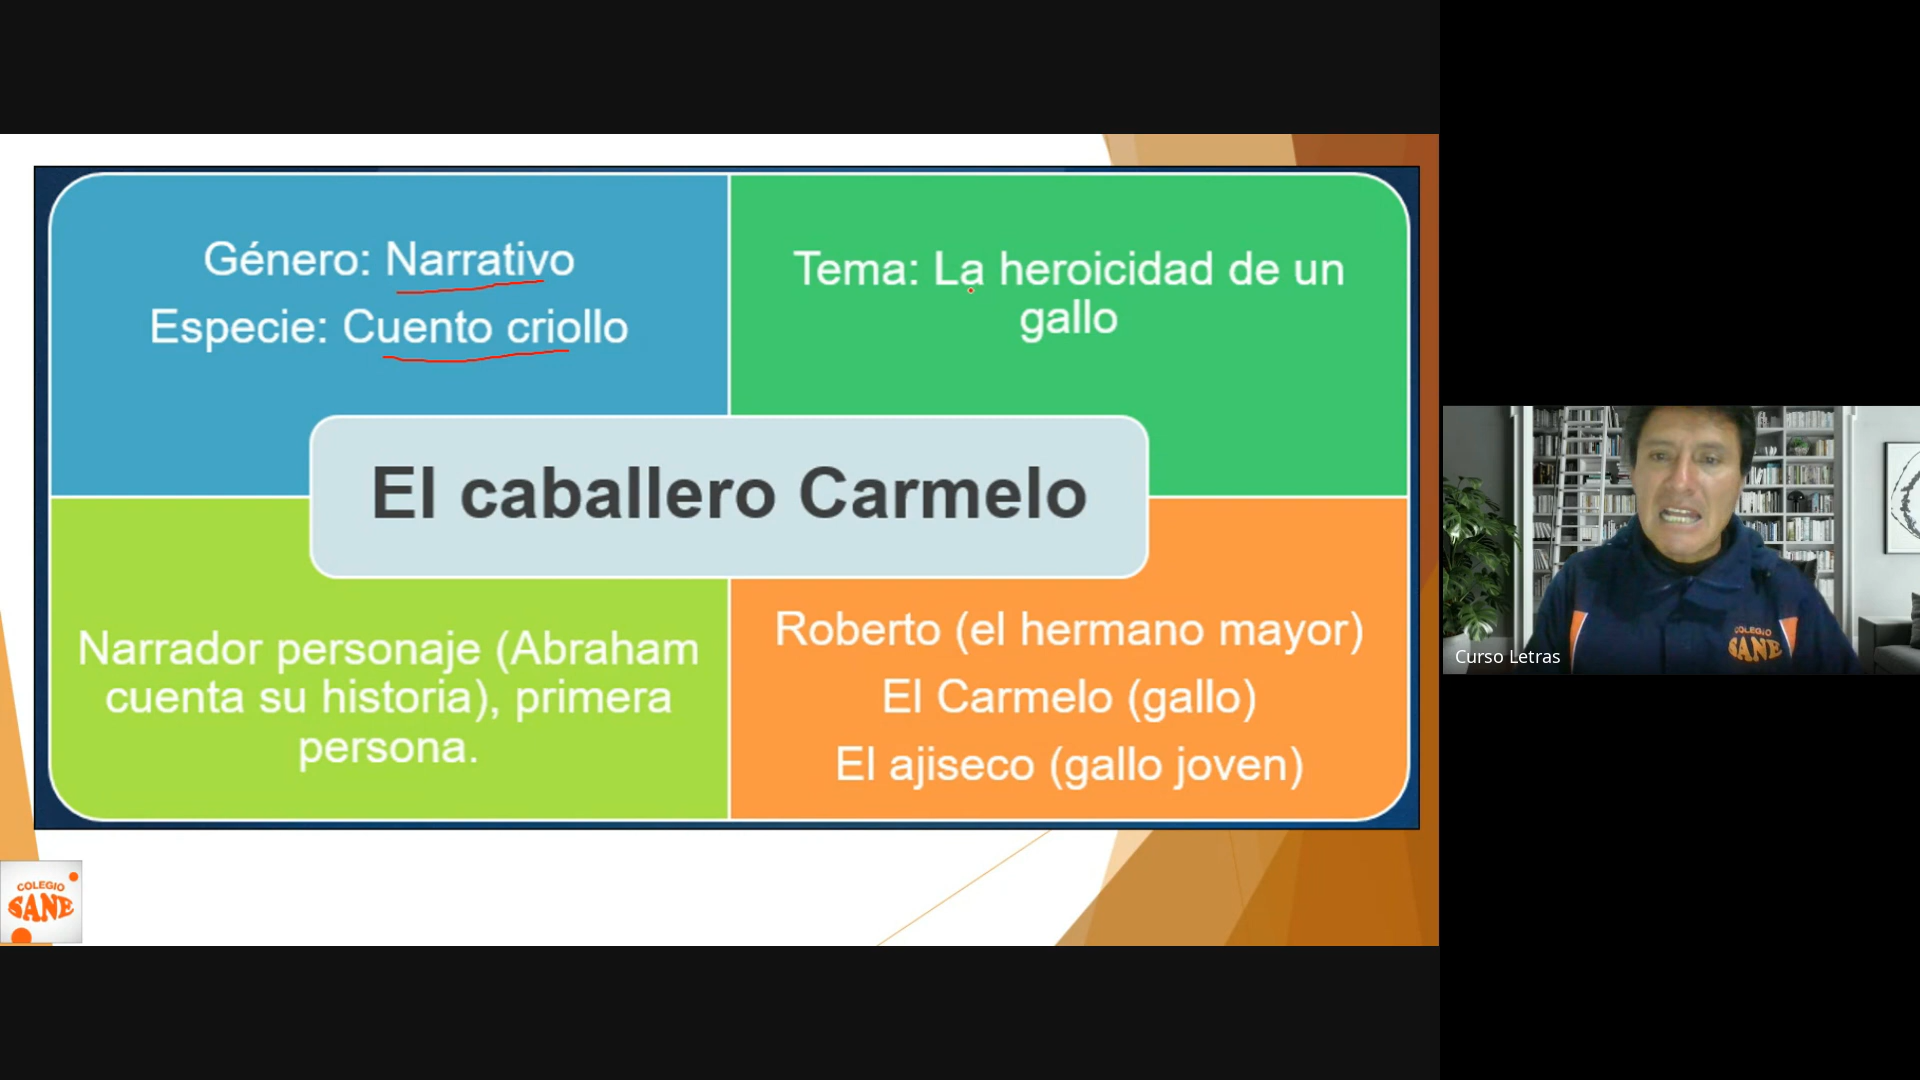 Género: Narrativo
Especie: Cuento criollo
Tema: La heroicidad de un
gallo
El caballero Carmelo
Narrador personaje (Abraham
cuenta su historia), primera
persona.
Roberto (el hermano mayor)
El Carmelo (gallo)
El ajiseco (gallo joven)
COLEGIO
SANE
COLEGIO
SANE
Curso Letras